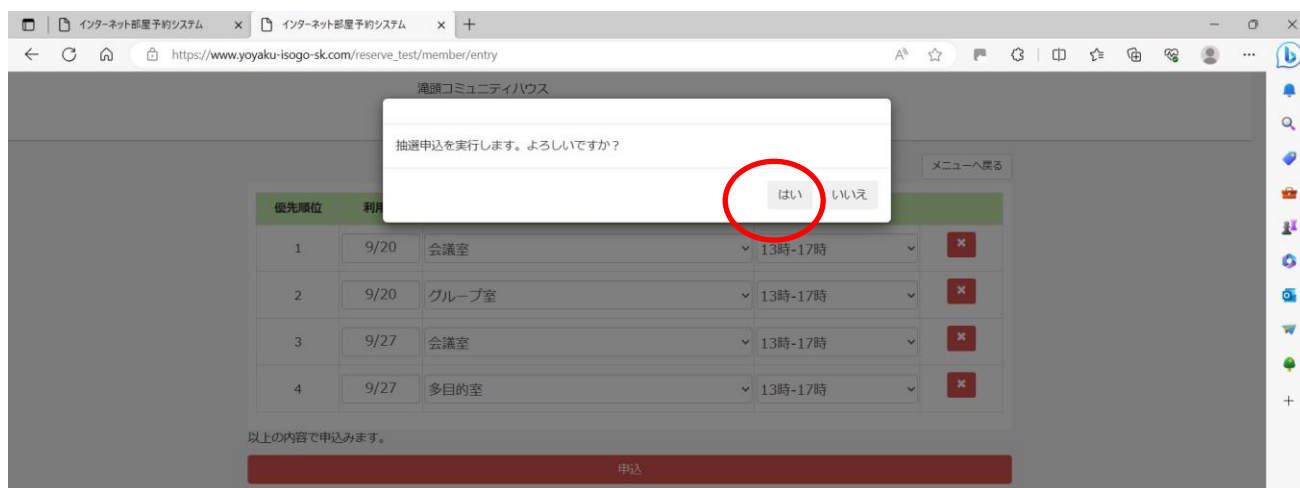 インターネット部屋予約システム インターネット部屋予約システム
https://www.yoyaku-isogo-sk.com/reserve_test/member/entry
滝頭コミュニティハウス
抽選申込を実行します。よろしいですか?
はい いいえ
メニューへ戻る
優先順位 利用
1 9/20 会議室 13時-17時
2 9/20 グループ室 13時-17時
3 9/27 会議室 13時-17時
4 9/27 多目的室 13時-17時
以上の内容で申込みます。
申込